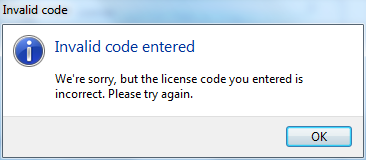 Invalid code
Invalid code entered
We're sorry, but the license code you entered is
incorrect. Please try again.
OK